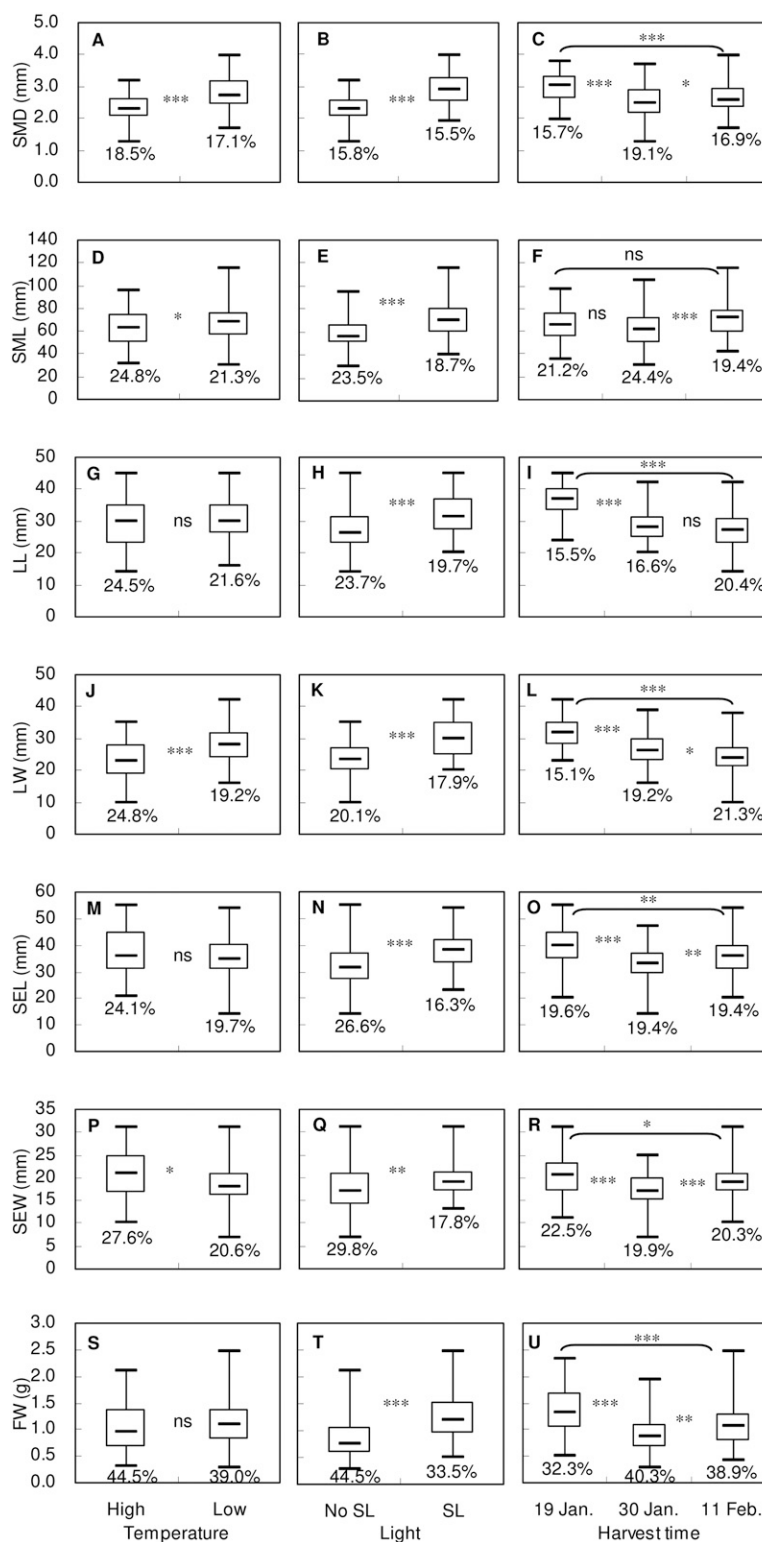 5.0 A B C ***
4.0
SMD (mm) 3.0 *** *** *** *
2.0 18.5% 17.1% 15.8% 15.5% 15.7% 19.1% 16.9%
1.0
0.0
140 D E F ns
120
100 * *** ns ***
SML (mm) 80
60
40
20 24.8% 21.3% 23.5% 18.7% 21.2% 24.4% 19.4%
0
50 G H I ***
40 *** ***
LL (mm) 30 ns ns
20 24.5% 21.6% 23.7% 19.7% 15.5% 16.6% 20.4%
10
0
50 J K L ***
40
LW (mm) 30 *** *** *** *
20 24.8% 19.2% 20.1% 17.9% 15.1% 19.2% 21.3%
10
0
60 M N O **
50
40 ns *** *** **
SEL (mm) 30
20 24.1% 19.7% 26.6% 16.3% 19.6% 19.4% 19.4%
10
0
35 P Q R *
30
25 * **
SEW (mm) 20 *** ***
15
10 27.6% 20.6% 29.8% 17.8% 22.5% 19.9% 20.3%
5
0
3.0 S T U ***
2.5
2.0
FW (g) 1.5 ns *** *** **
1.0
0.5
0.0 44.5% 39.0% 44.5% 33.5% 32.3% 40.3% 38.9%
High Low No SL SL 19 Jan. 30 Jan. 11 Feb.
Temperature Light Harvest time